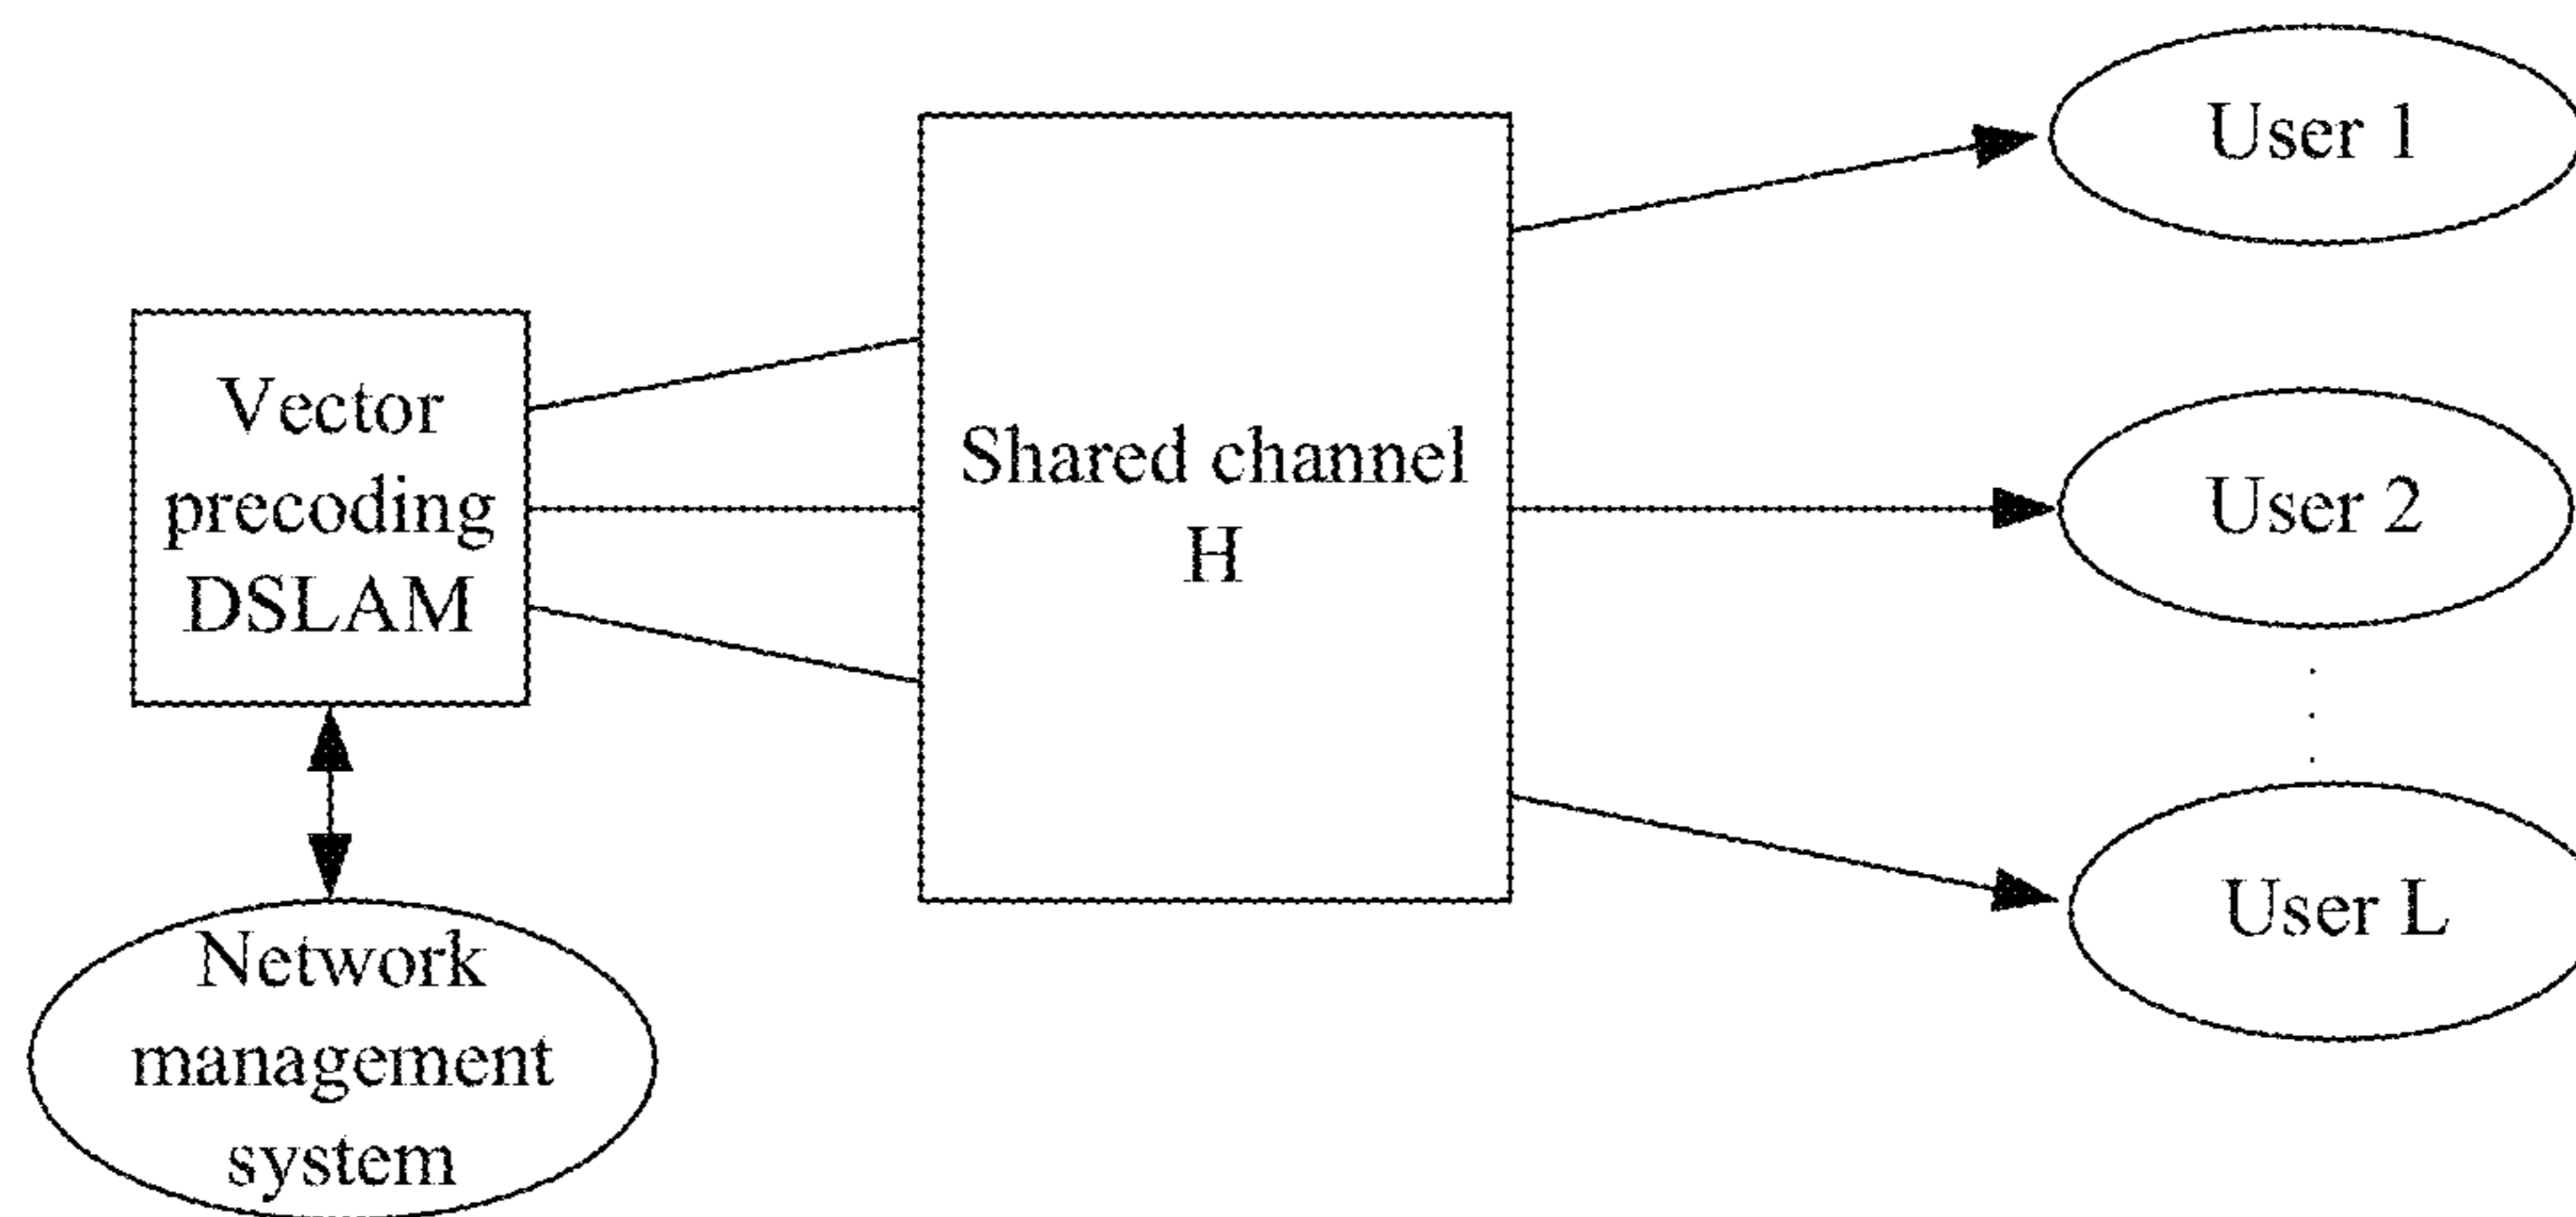 Vector
precoding
DSLAM
Network
management
system
Shared channel
H
User 1
User 2
User L